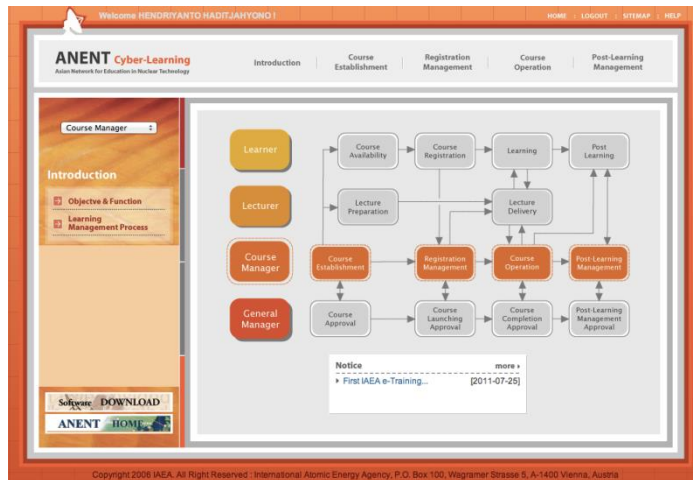 Welcome HENDRIYANTO HADITJAHYONO !
HOME : LOGOUT : SITEMAP : HELP
ANENT Cyber-Learning
Asian Network for Education in Nuclear Technology
Introduction
Course
Establishment
Registration
Management
Course
Operation
Post-Learning
Management
Course Manager
Introduction
Objectve & Function
Learning
Management Process
Software DOWNLOAD
ANENT HOME
Learner
Course
Availability
Course
Registration
Learning
Post
Learning
Lecturer
Lecture
Preparation
Lecture
Delivery
Course
Manager
Course
Establishment
Registration
Management
Course
Operation
Post-Learning
Management
General
Manager
Course
Approval
Course
Launching
Approval
Course
Completion
Approval
Post-Learning
Management
Approval
Notice
more
First IAEA e-Training...
[2011-07-25]
Copyright 2006 IAEA. All Right Reserved : International Atomic Energy Agency, P.O. Box 100, Wagramer Strasse 5, A-1400 Vienna, Austria